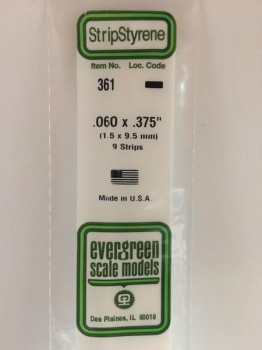 StripStyrene
Item No. Loc. Code
361
.060 x .375"
(1.5 x 9.5 mm)
9 Strips
Made in U.S.A.
evergreen
scale models
Des Plaines, IL 60018